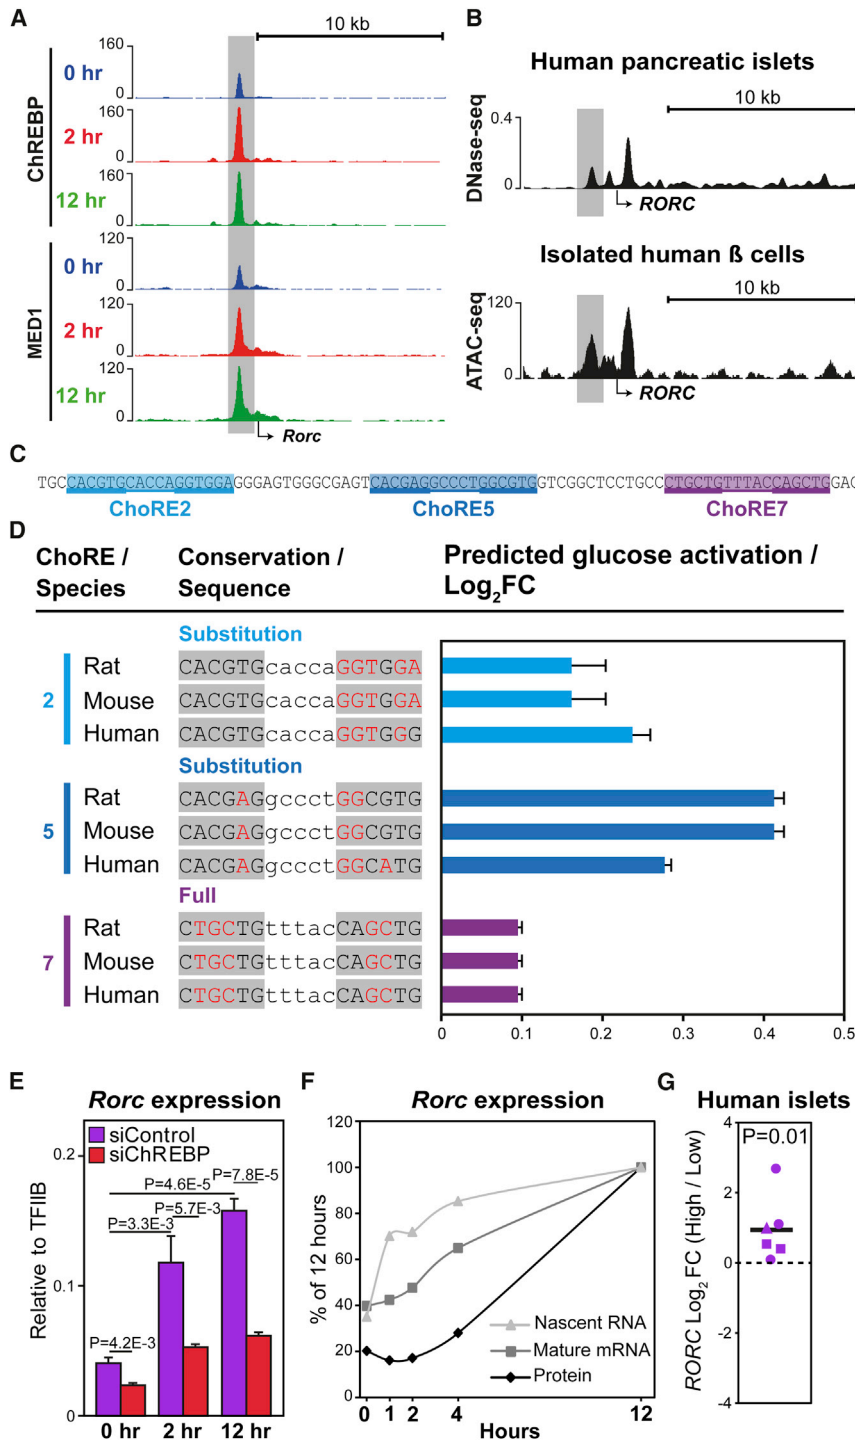 A
10 kb
ChREBP
160
0 hr
0
160
2 hr
0
160
12 hr
0
MED1
120
0 hr
0
120
2 hr
0
120
12 hr
0
Rorc
B
Human pancreatic islets
10 kb
DNase-seq
0.4
0
RORC
Isolated human ß cells
10 kb
ATAC-seq
120
0
RORC
C
TGCCACGTGCACCAGGTGGAGGGAGTGGGCGAGTCACGAGGCCCTGGCGTGGTCGGCTCCTGCCCTGCTGTTTACCAGCTGGAG
ChoRE2 ChoRE5 ChoRE7
D
ChoRE / Species
Conservation / Sequence
Predicted glucose activation / Log2FC
Substitution
2
Rat CACGTGcaccaGGTGGA
Mouse CACGTGcaccaGGTGGA
Human CACGTGcaccaGGTGGG
Substitution
5
Rat CACGAGgccctGGCGTG
Mouse CACGAGgccctGGCGTG
Human CACGAGgccctGGCATG
Full
7
Rat CTGCTGtttacCAGCTG
Mouse CTGCTGtttacCAGCTG
Human CTGCTGtttacCAGCTG
0 0.1 0.2 0.3 0.4 0.5
E
Rorc expression
siControl
siChREBP
Relative to TFIIB
0.2
0.1
0
P=7.8E-5
P=4.6E-5
P=5.7E-3
P=3.3E-3
P=4.2E-3
0 hr 2 hr 12 hr
F
Rorc expression
% of 12 hours
120
100
80
60
40
20
0
Nascent RNA
Mature mRNA
Protein
0 1 2 4 12
Hours
G
Human islets
RORC Log2 FC (High / Low)
P=0.01
4
2
0
-2
-4